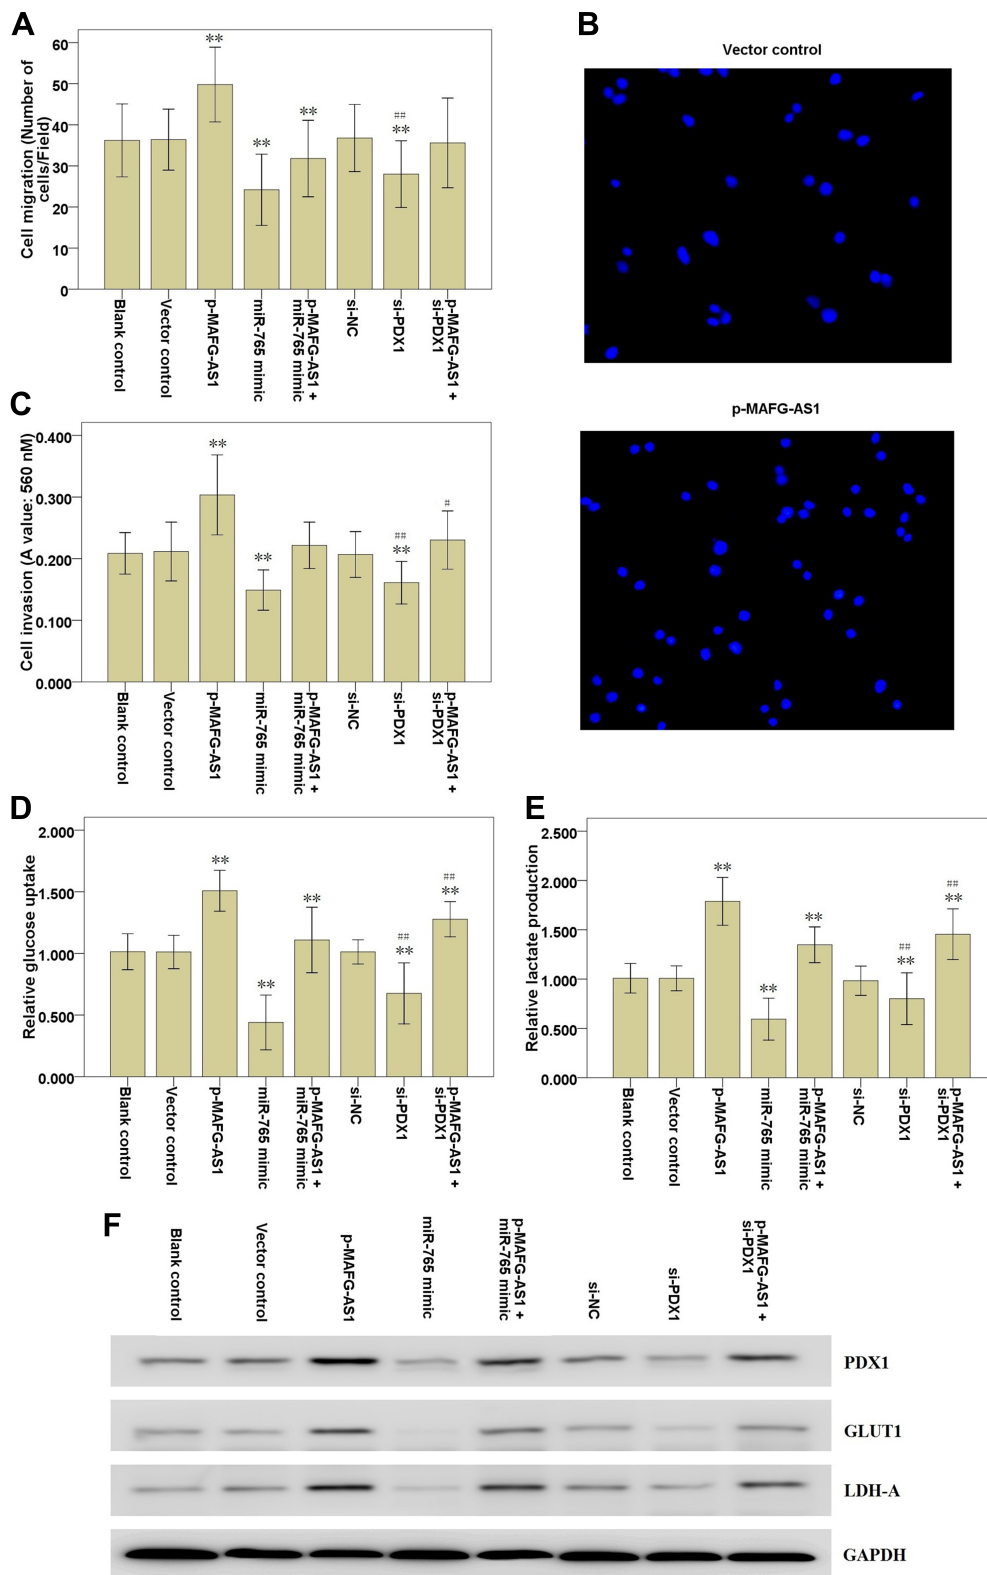 A
Cell migration (Number of
cells/Field)
60
50
40
30
20
10
0
**
**
**
##
**
Blank control
Vector control
p-MAFG-AS1
miR-765 mimic
p-MAFG-AS1 +
miR-765 mimic
si-NC
si-PDX1
p-MAFG-AS1 +
si-PDX1
B
Vector control
p-MAFG-AS1
C
Cell invasion (A value: 560 nM)
0.400
0.300
0.200
0.100
0.000
**
**
##
**
#
Blank control
Vector control
p-MAFG-AS1
miR-765 mimic
p-MAFG-AS1 +
miR-765 mimic
si-NC
si-PDX1
p-MAFG-AS1 +
si-PDX1
D
Relative glucose uptake
2.000
1.500
1.000
0.500
0.000
**
**
**
##
**
##
**
Blank control
Vector control
p-MAFG-AS1
miR-765 mimic
p-MAFG-AS1 +
miR-765 mimic
si-NC
si-PDX1
p-MAFG-AS1 +
si-PDX1
E
Relative lactate production
2.500
2.000
1.500
1.000
0.500
0.000
**
**
**
##
**
##
**
Blank control
Vector control
p-MAFG-AS1
miR-765 mimic
p-MAFG-AS1 +
miR-765 mimic
si-NC
si-PDX1
p-MAFG-AS1 +
si-PDX1
F
Blank control
Vector control
p-MAFG-AS1
miR-765 mimic
p-MAFG-AS1 +
miR-765 mimic
si-NC
si-PDX1
p-MAFG-AS1 +
si-PDX1
PDX1
GLUT1
LDH-A
GAPDH